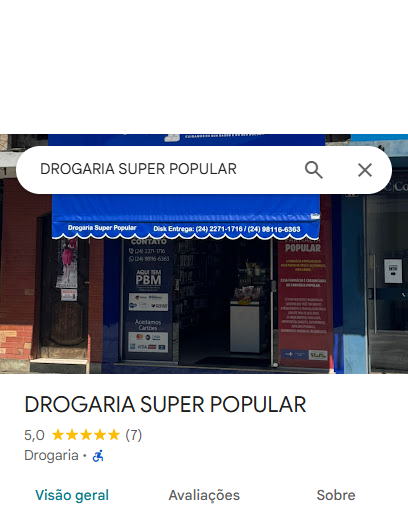 DROGARIA SUPER POPULAR
Drogaria Super Popular
Disk Entrega: (24) 2271-1716 / (24) 98116-6363
CONTATO
(24) 2271-1716
(24) 98116-6363
AQUI TEM
PBM
Aceitamos
Cartões
VISA
POPULAR
DROGARIA SUPER POPULAR
5,0 ★★★★★ (7)
Drogaria ·
Visão geral
Avaliações
Sobre